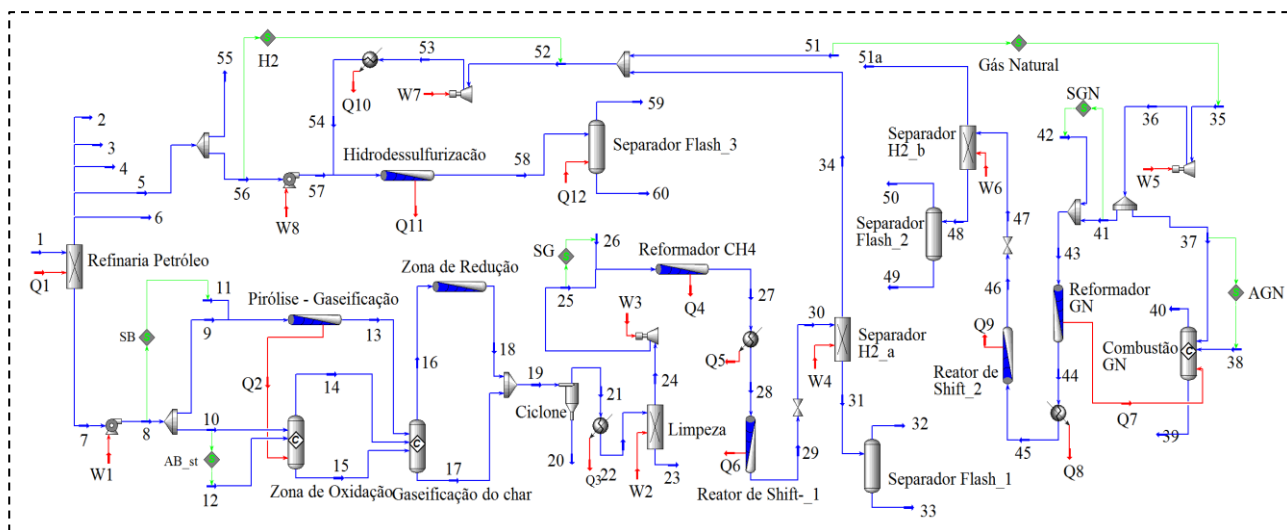 55
H2
53
52
51
51a
Gás Natural
Q10
W7
SGN
59
42
36
35
2
54
Separador
H2_b
3
Separador Flash_3
34
4
Hidrodessulfurização
58
W5
5
56
57
W6
50
47
41
37
6
Q12
60
Separador
Flash_2
48
W8
Q11
43
1
26
Reformador CH4
SG
49
46
Reformador
GN
AGN
Refinaria Petróleo
Zona de Redução
40
Q1
11
Pirólise - Gaseificação
25
Q4
27
30
Separador
H2_a
Q9
Combustão
GN
38
9
13
W3
SB
16
18
Q5
Reator de
Shift_2
44
Q2
14
19
24
28
W4
31
Q7
21
Ciclone
32
39
7
8
10
Limpeza
29
45
Q8
W1
AB_st
15
17
20
Q3
22
W2
23
Q6
Separador Flash_1
12
Zona de Oxidação
Gaseificação do char
Reator de Shift-_1
33